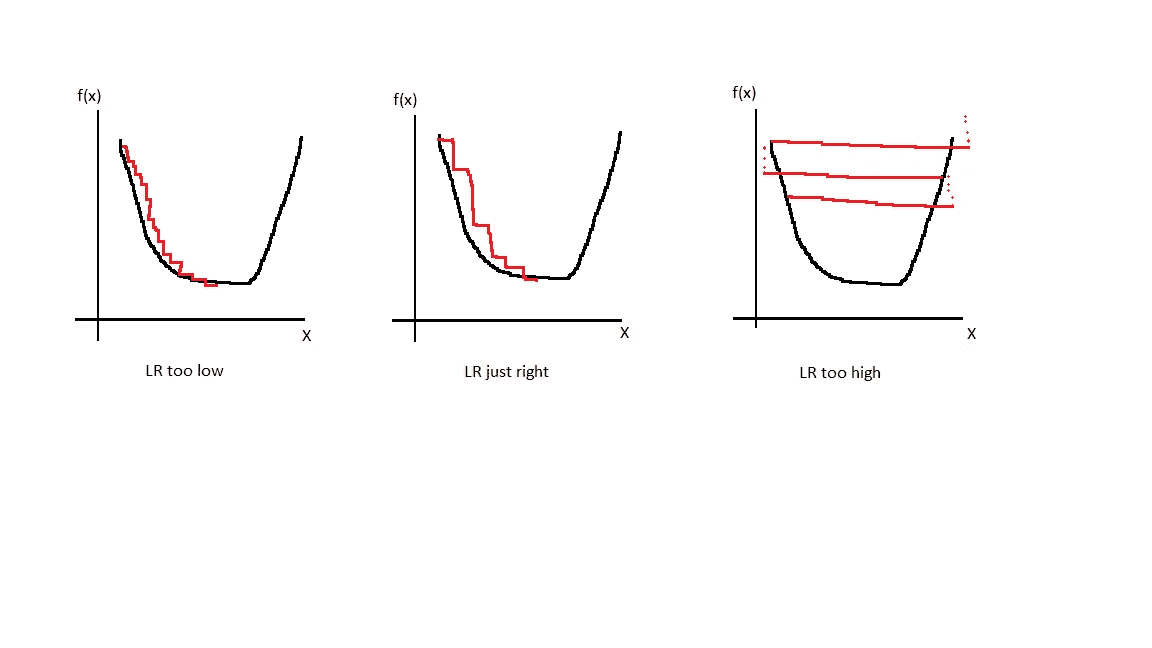 f(x)
X
LR too low
f(x)
X
LR just right
f(x)
X
LR too high